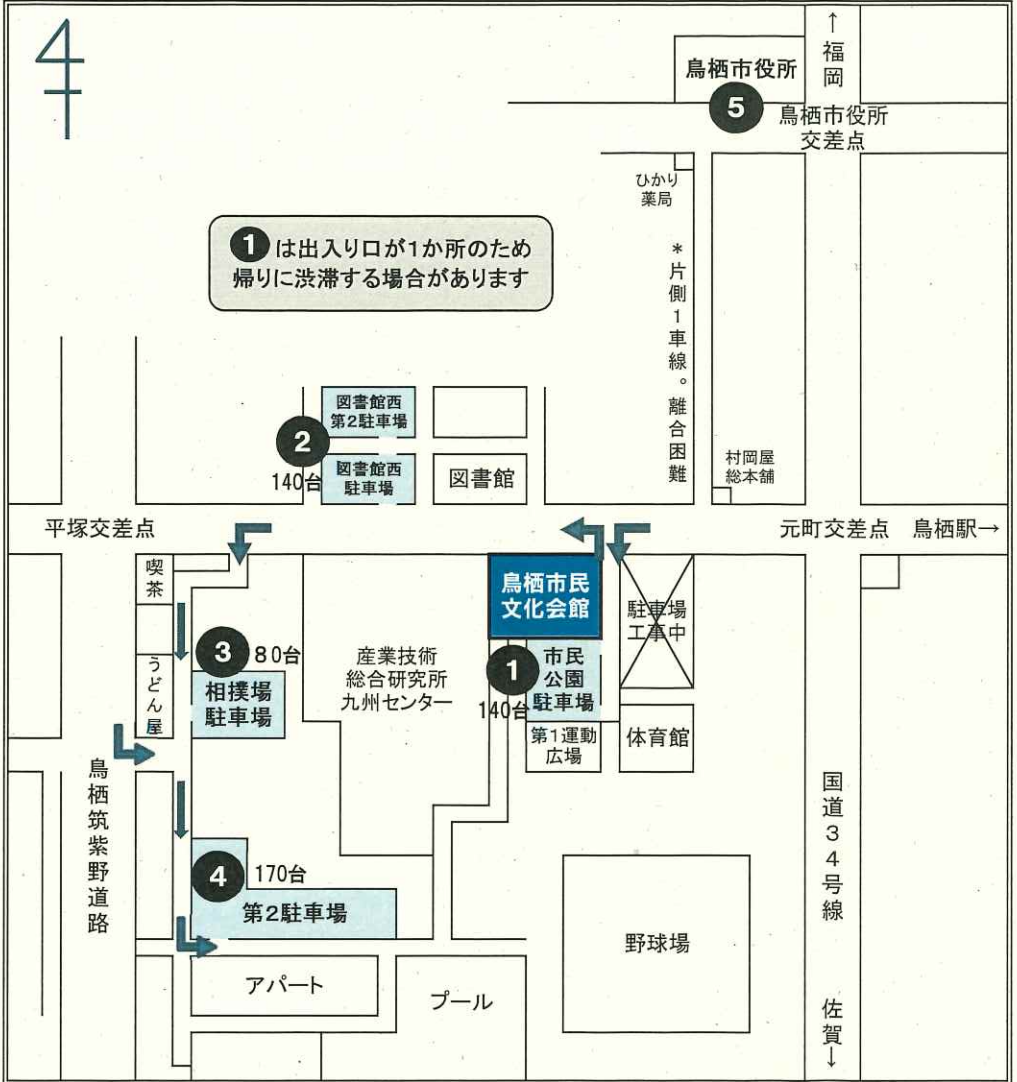 ↑
福
岡
鳥栖市役所
5
鳥栖市役所
交差点
ひかり
薬局
1は出入り口が1か所のため
帰りに渋滞する場合があります
*片側1車線。離合困難
図書館西
第2駐車場
2
140台
図書館西
駐車場
図書館
村岡屋
総本舗
平塚交差点
元町交差点 鳥栖駅→
喫茶
鳥栖市民
文化会館
駐車場
工事中
3
80台
相撲場
駐車場
うどん屋
産業技術
総合研究所
九州センター
1
140台
市民
公園
駐車場
第1運動
広場
体育館
鳥栖筑紫野道路
国道34号線
4
170台
第2駐車場
野球場
アパート
プール
佐賀↓